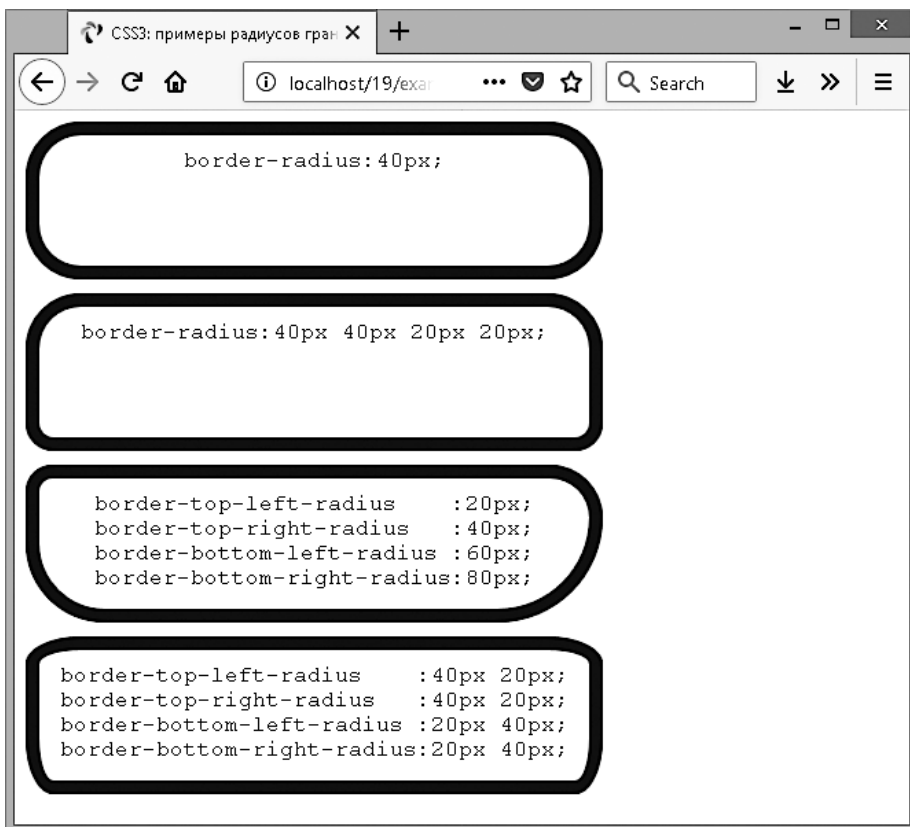 CSS3: примеры радиусов гран
localhost/19/exar
Search
border-radius:40px;
border-radius:40px 40px 20px 20px;
border-top-left-radius    :20px;
border-top-right-radius   :40px;
border-bottom-left-radius :60px;
border-bottom-right-radius:80px;
border-top-left-radius    :40px 20px;
border-top-right-radius   :40px 20px;
border-bottom-left-radius :20px 40px;
border-bottom-right-radius:20px 40px;